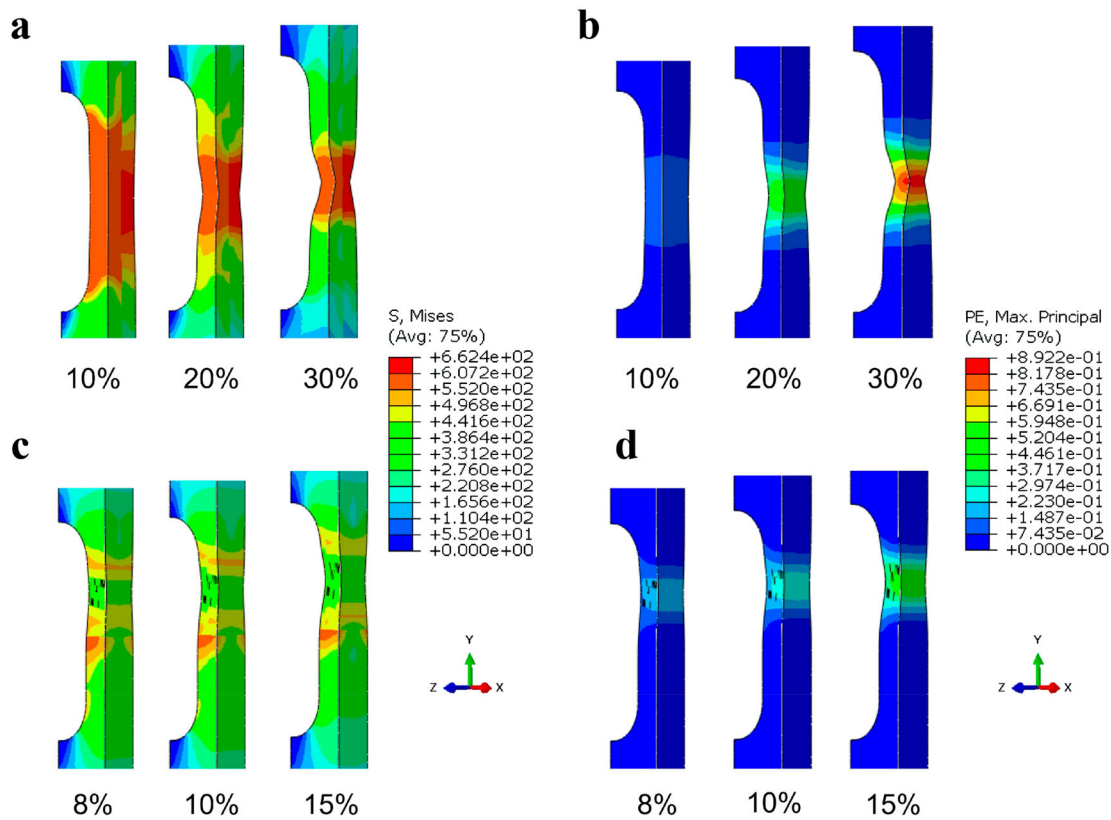 a
b
10%
20%
30%
S, Mises
(Avg: 75%)
+6.624e+02
+6.072e+02
+5.520e+02
+4.968e+02
+4.416e+02
+3.864e+02
+3.312e+02
+2.760e+02
+2.208e+02
+1.656e+02
+1.104e+02
+5.520e+01
+0.000e+00
10%
20%
30%
PE, Max. Principal
(Avg: 75%)
+8.922e-01
+8.178e-01
+7.435e-01
+6.691e-01
+5.948e-01
+5.204e-01
+4.461e-01
+3.717e-01
+2.974e-01
+2.230e-01
+1.487e-01
+7.435e-02
+0.000e+00
c
d
8%
10%
15%
Y
Z
X
8%
10%
15%
Y
Z
X